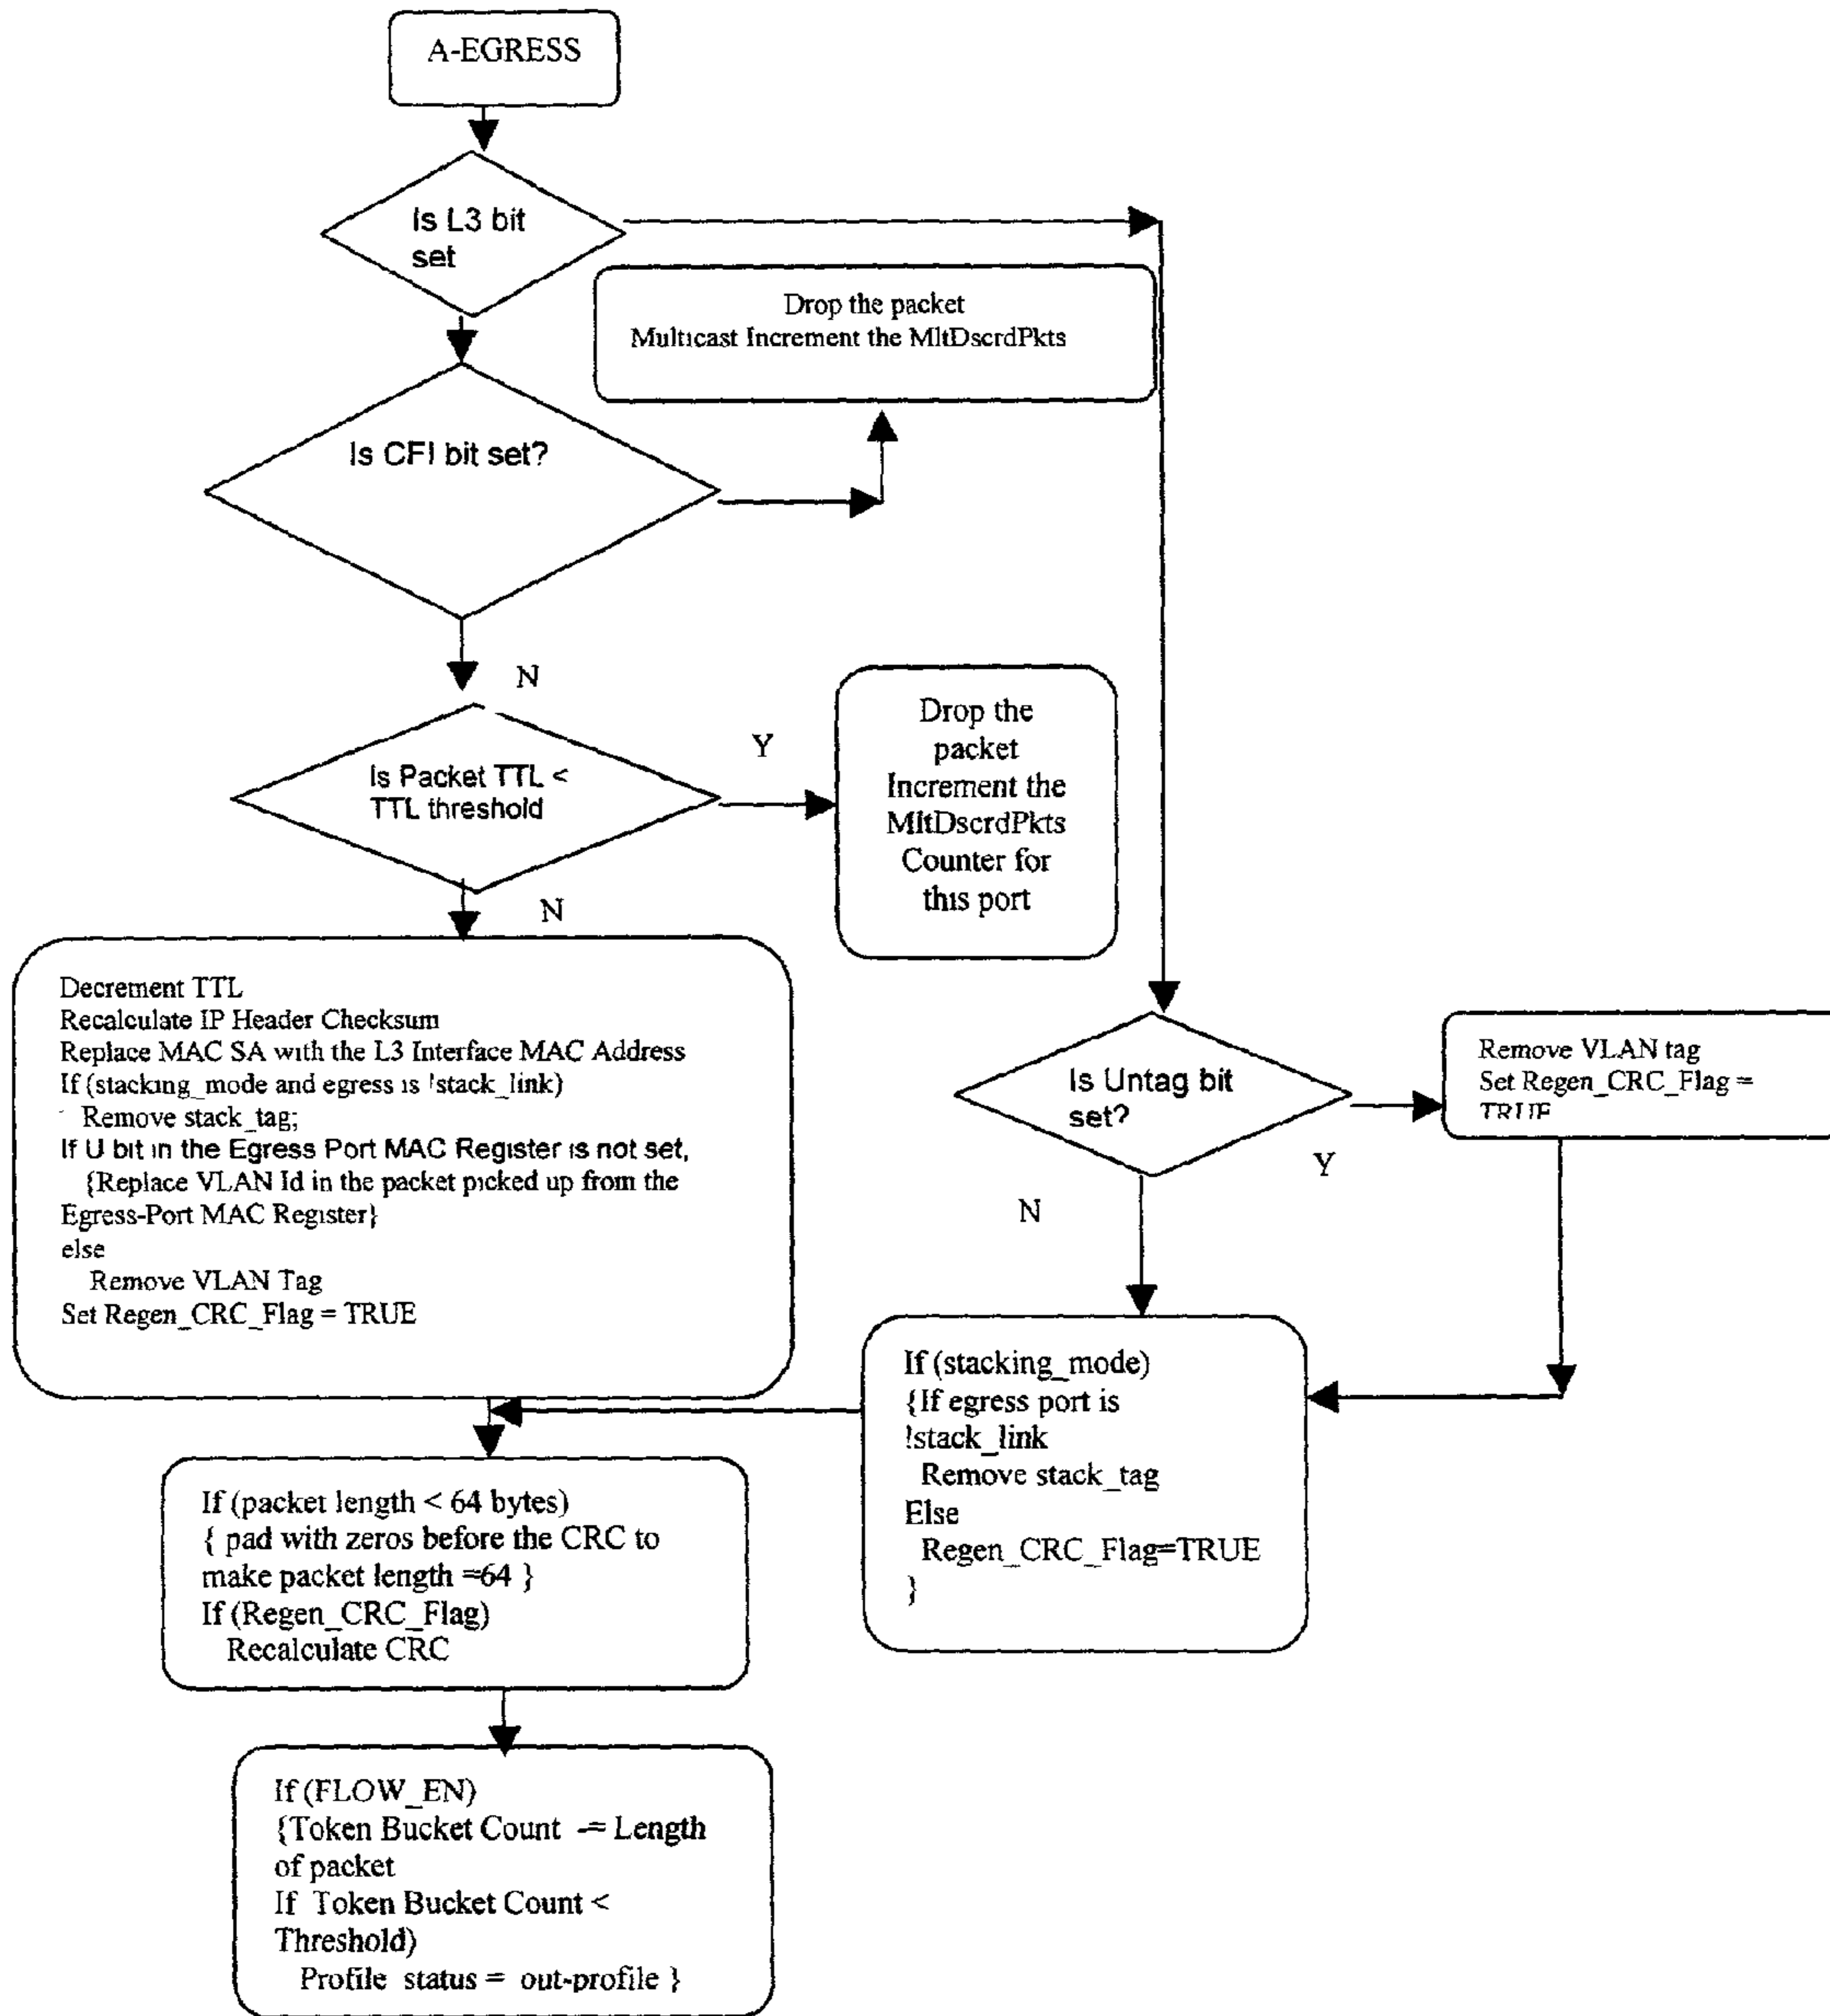 A-EGRESS
Is L3 bit
set
Drop the packet
Multicast Increment the MltDscrdPkts
Is CFI bit set?
N
Is Packet TTL <
TTL threshold
Y
Drop the
packet
Increment the
MltDscrdPkts
Counter for
this port
N
Decrement TTL
Recalculate IP Header Checksum
Replace MAC SA with the L3 Interface MAC Address
If (stacking_mode and egress is !stack_link)
Remove stack_tag;
If U bit in the Egress Port MAC Register is not set,
{Replace VLAN Id in the packet picked up from the
Egress-Port MAC Register}
else
Remove VLAN Tag
Set Regen_CRC_Flag = TRUE
Is Untag bit
set?
Y
Remove VLAN tag
Set Regen_CRC_Flag =
TRUE
N
If (stacking_mode)
{If egress port is
!stack_link
Remove stack_tag
Else
Regen_CRC_Flag=TRUE
}
If (packet length < 64 bytes)
{ pad with zeros before the CRC to
make packet length =64 }
If (Regen_CRC_Flag)
Recalculate CRC
If (FLOW_EN)
{Token Bucket Count -= Length
of packet
If Token Bucket Count <
Threshold)
Profile status = out-profile }